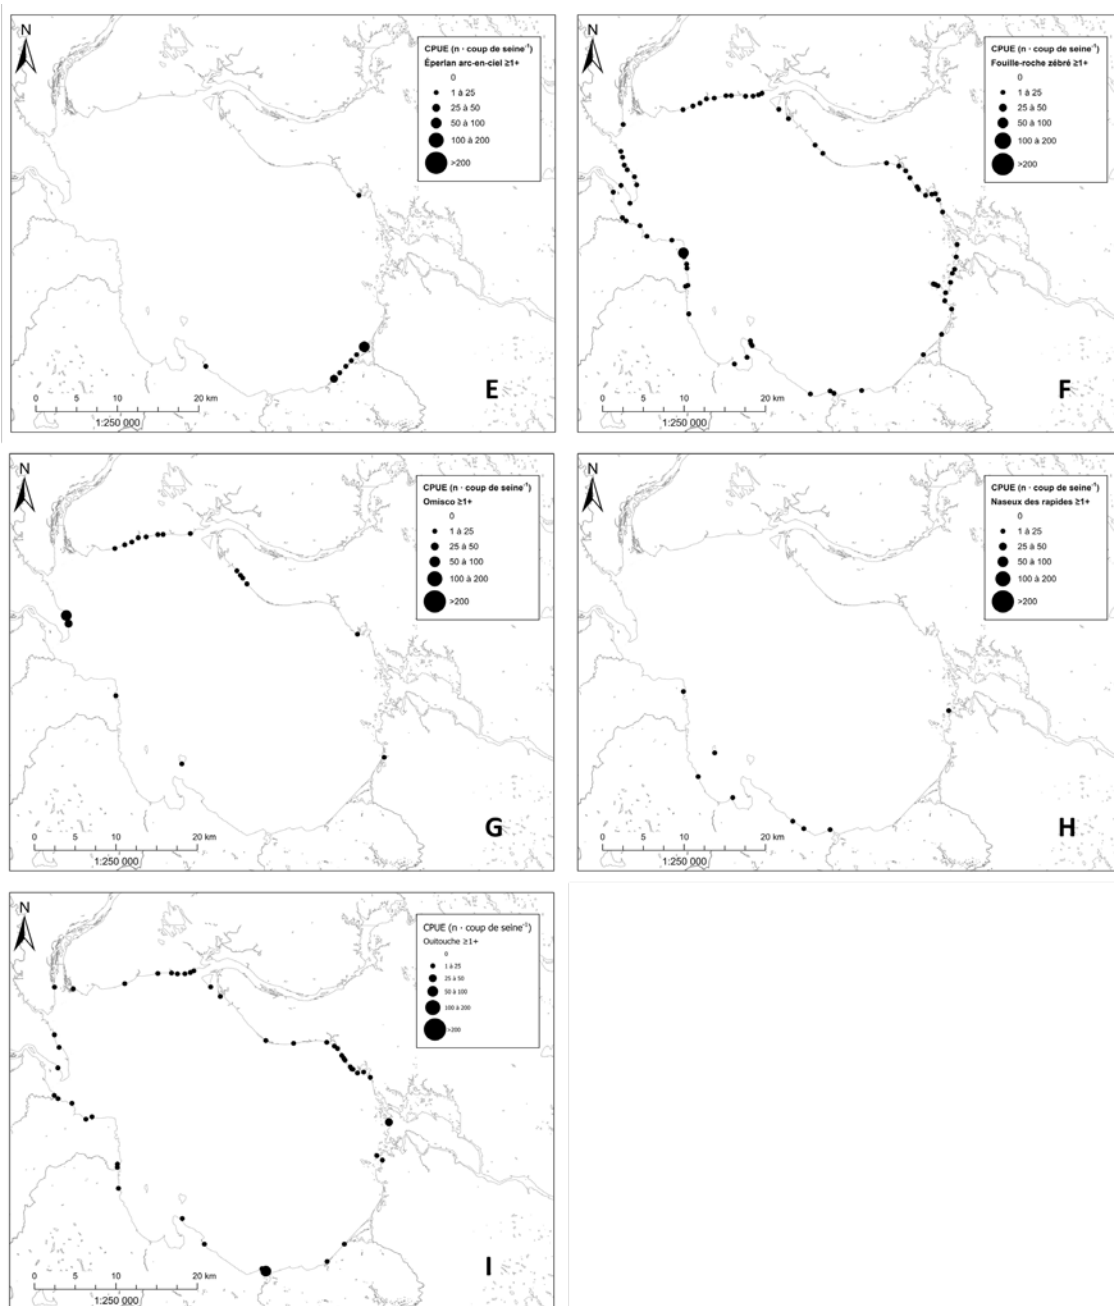 N
CPUE (n · coup de seine⁻¹)
Éperlan arc-en-ciel ≥1+
0
1 à 25
25 à 50
50 à 100
100 à 200
>200
0 5 10 20 km
1:250 000
E
N
CPUE (n · coup de seine⁻¹)
Fouille-roche zébré ≥1+
0
1 à 25
25 à 50
50 à 100
100 à 200
>200
0 5 10 20 km
1:250 000
F
N
CPUE (n · coup de seine⁻¹)
Omisco ≥1+
0
1 à 25
25 à 50
50 à 100
100 à 200
>200
0 5 10 20 km
1:250 000
G
N
CPUE (n · coup de seine⁻¹)
Naseux des rapides ≥1+
0
1 à 25
25 à 50
50 à 100
100 à 200
>200
0 5 10 20 km
1:250 000
H
N
CPUE (n · coup de seine⁻¹)
Ouitouche ≥1+
0
1 à 25
25 à 50
50 à 100
100 à 200
>200
0 5 10 20 km
1:250 000
I